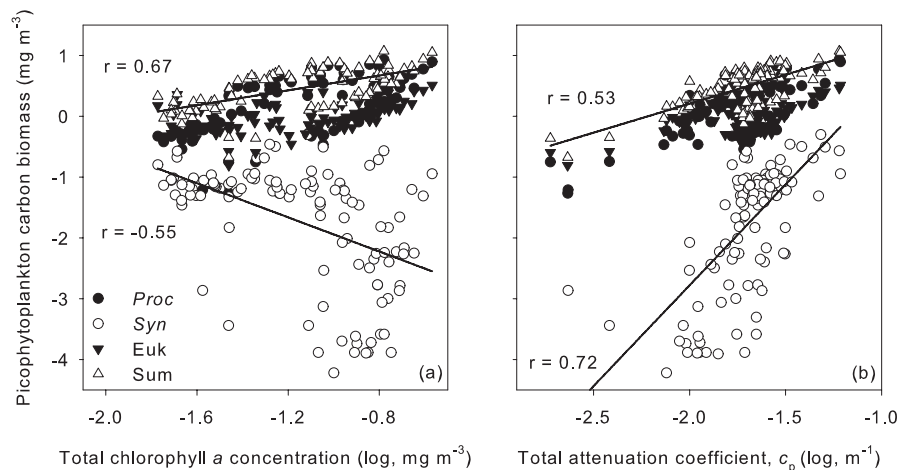 Picophytoplankton carbon biomass (mg m⁻³)
1
0
-1
-2
-3
-4
r = 0.67
r = -0.55
Proc
Syn
Euk
Sum
(a)
-2.0 -1.6 -1.2 -0.8
Total chlorophyll a concentration (log, mg m⁻³)
r = 0.53
r = 0.72
(b)
-2.5 -2.0 -1.5 -1.0
Total attenuation coefficient, cₚ (log, m⁻¹)